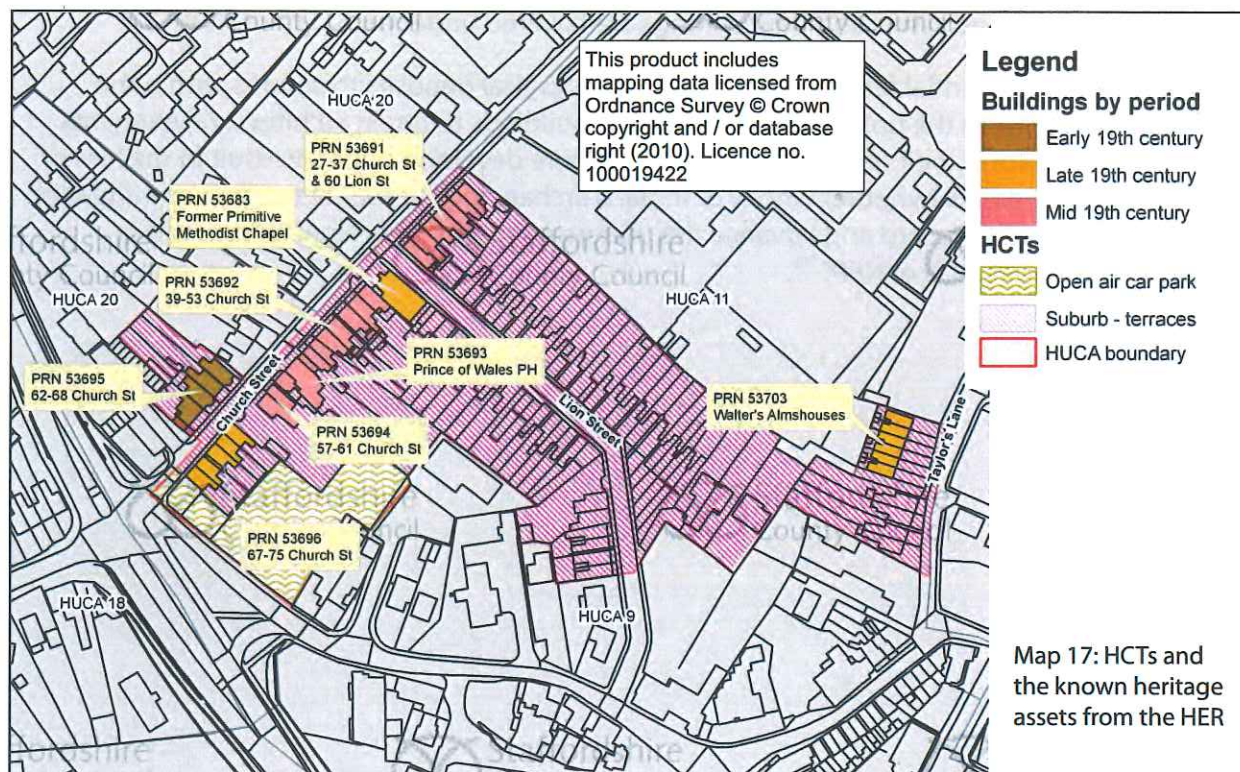 County Council
County Council
This product includes
mapping data licensed from
Ordnance Survey © Crown
copyright and / or database
right (2010). Licence no.
100019422
HUCA 20
PRN 53691
27-37 Church St
& 60 Lion St
PRN 53683
Former Primitive
Methodist Chapel
PRN 53692
39-53 Church St
HUCA 20
HUCA 11
PRN 53693
Prince of Wales PH
PRN 53695
62-68 Church St
Church Street
PRN 53694
57-61 Church St
Lion Street
PRN 53703
Walter's Almshouses
Taylor's Lane
PRN 53696
67-75 Church St
HUCA 18
HUCA 9
Staffordshire
Legend
Buildings by period
Early 19th century
Late 19th century
Mid 19th century
HCTs
Open air car park
Suburb - terraces
HUCA boundary
Map 17: HCTs and
the known heritage
assets from the HER